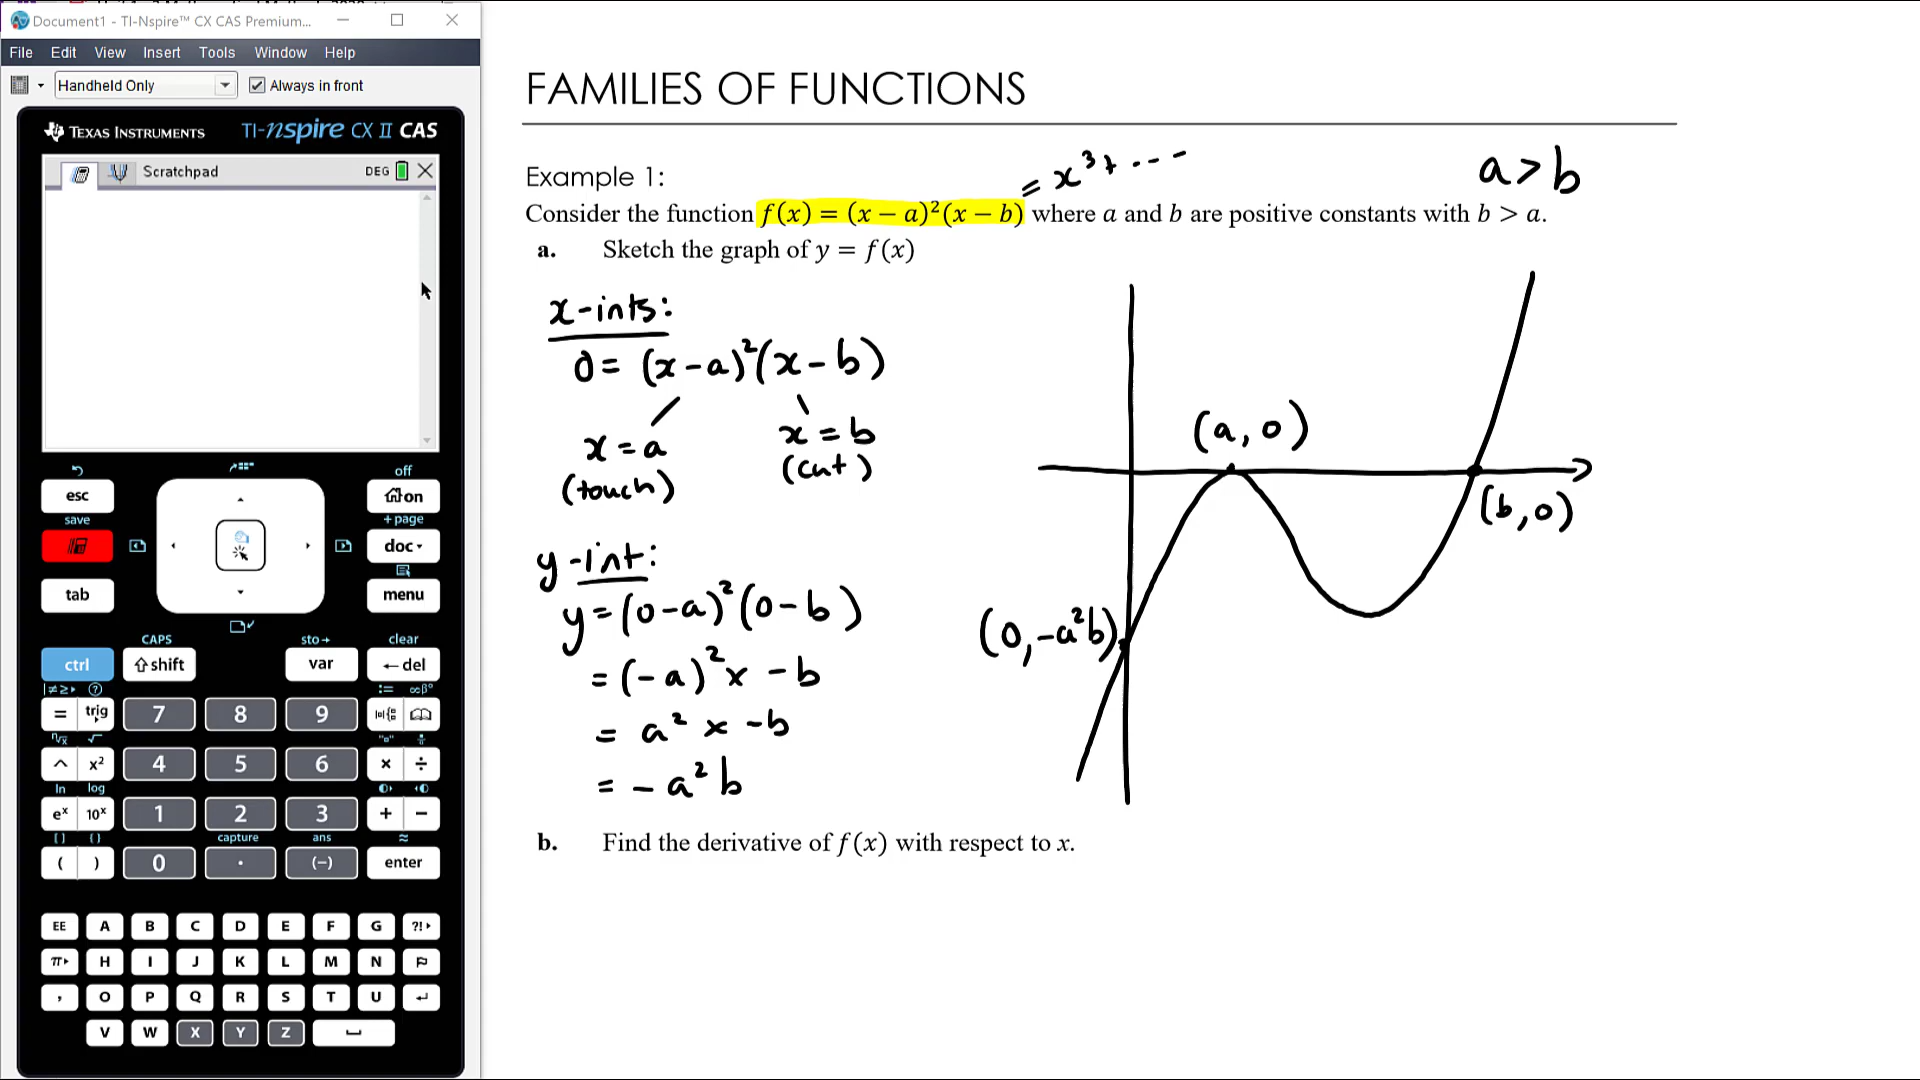 Document1 - TI-Nspire™ CX CAS Premium...
File Edit View Insert Tools Window Help
Handheld Only Always in front
TEXAS INSTRUMENTS TI-nspire CX II CAS
Scratchpad DEG
off
esc on
save + page
doc
tab menu
CAPS sto→ clear
ctrl shift var ←del
|≠≥▸ ? := ∞β°
= trig 7 8 9
ⁿ√x √
^ x² 4 5 6 × ÷
ln log
eˣ 10ˣ 1 2 3 + −
[ ] { } capture ans ≈
( ) 0 . (−) enter
EE A B C D E F G ?!▸
π▸ H I J K L M N
, O P Q R S T U ↵
V W X Y Z
FAMILIES OF FUNCTIONS
= x³+ ---
a > b
Example 1:
Consider the function f(x) = (x − a)²(x − b) where a and b are positive constants with b > a.
a. Sketch the graph of y = f(x)
x-ints:
0 = (x-a)²(x-b)
x = a x = b
(touch) (cut)
y-int:
y = (0-a)²(0-b)
= (-a)² x -b
= a² x -b
= -a²b
(a, 0)
(b, 0)
(0, -a²b)
b. Find the derivative of f(x) with respect to x.